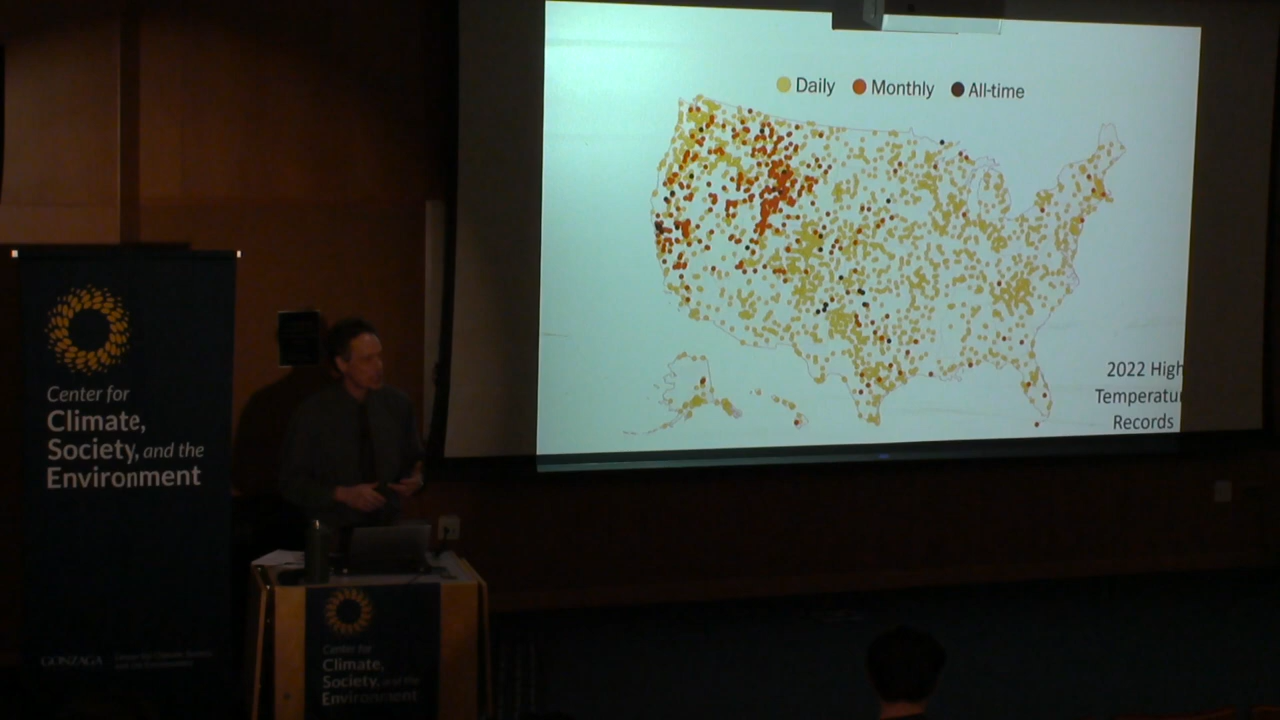 Daily Monthly All-time
2022 High
Temperatu
Records
Center for
Climate,
Society, and the
Environment
GONZAGA
Center for
Climate,
Society, and the
Environment